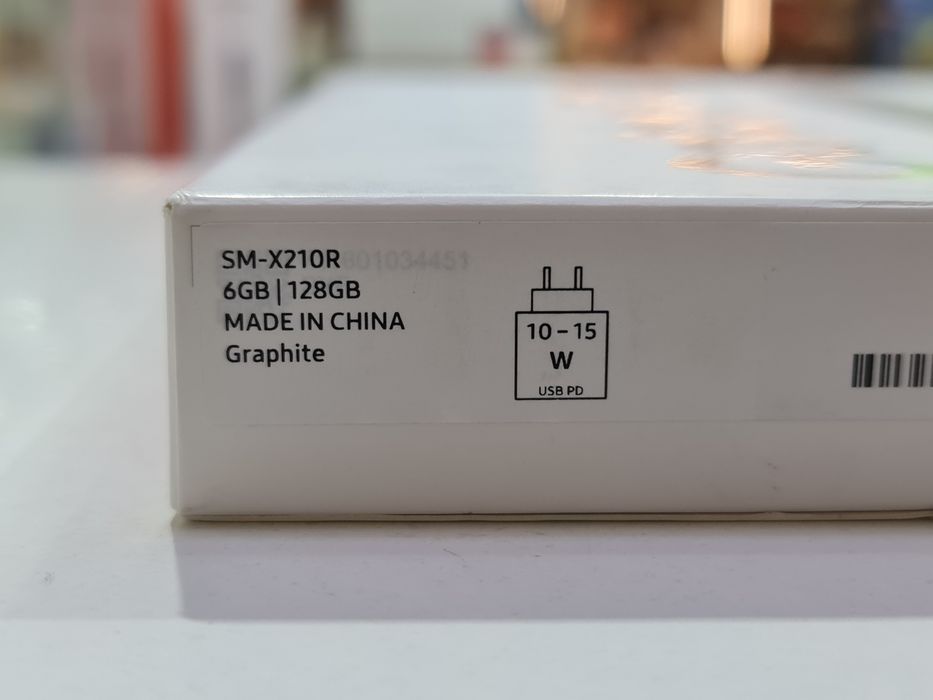 SM-X210R
6GB | 128GB
MADE IN CHINA
Graphite
10 – 15
W
USB PD